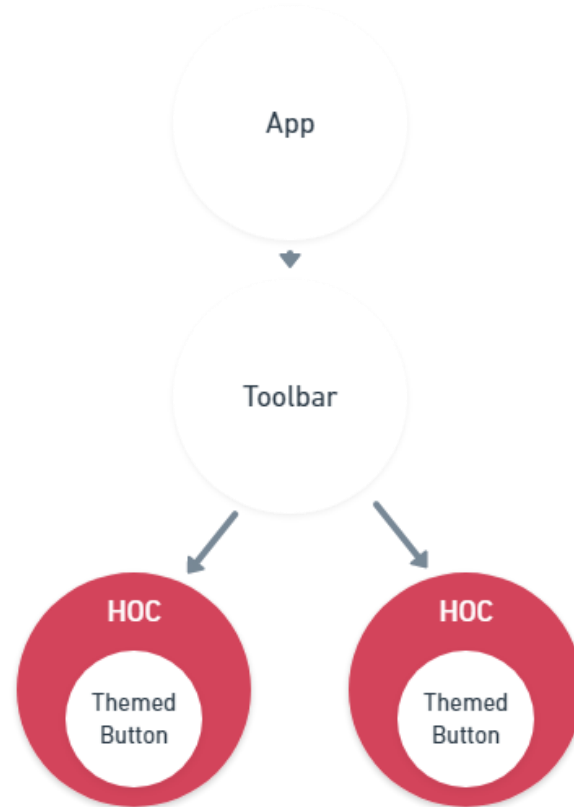 App
Toolbar
HOC
Themed
Button
HOC
Themed
Button